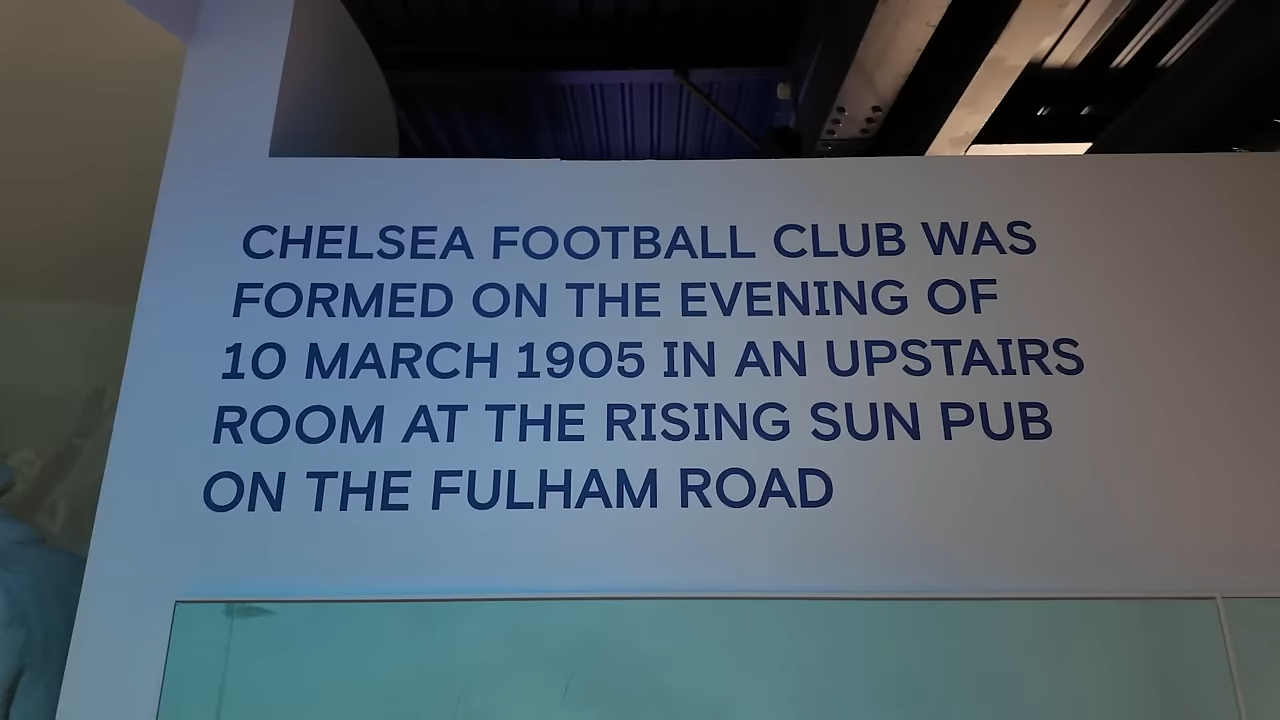 CHELSEA FOOTBALL CLUB WAS
FORMED ON THE EVENING OF
10 MARCH 1905 IN AN UPSTAIRS
ROOM AT THE RISING SUN PUB
ON THE FULHAM ROAD